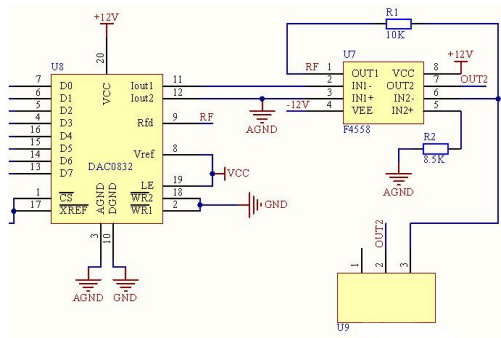 +12V
R1
10K
U8
20
VCC
7 D0
6 D1
5 D2
4 D3
16 D4
15 D5
14 D6
13 D7
1 CS
17 XREF
DAC0832
Iout1 11
Iout2 12
Rfd 9 RF
Vref 8
LE 19
WR2 18
WR1 2
AGND
DGND
3
10
AGND
GND
VCC
GND
AGND
U7
RF 1 OUT1
2 IN1-
3 IN1+
-12V 4 VEE
VCC 8 +12V
OUT2 7 OUT2
IN2- 6
IN2+ 5
F4558
R2
8.5K
AGND
OUT2
1
2
3
U9